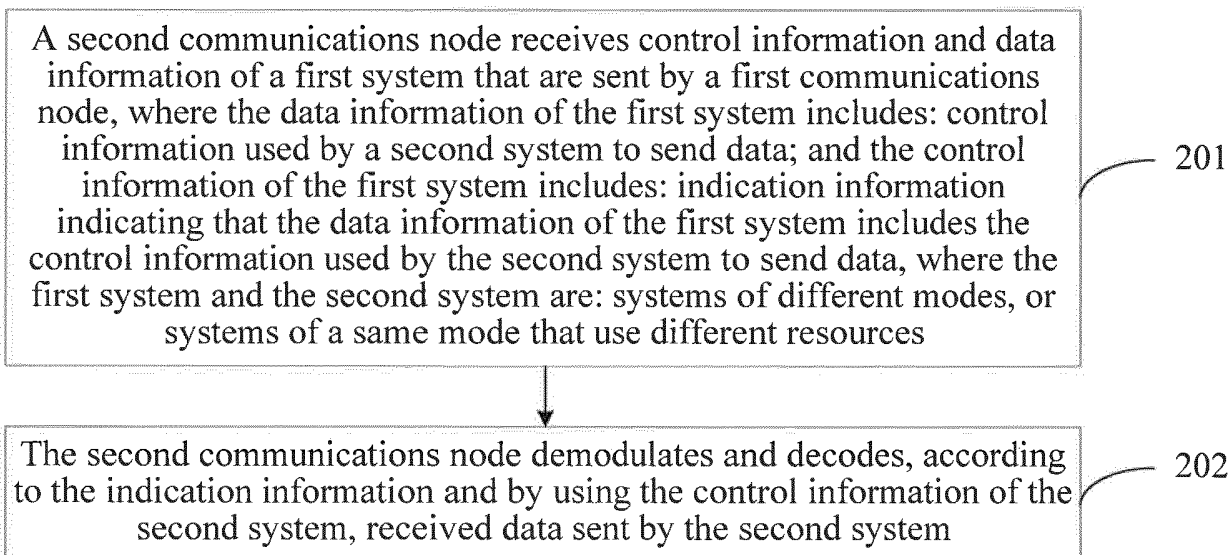 A second communications node receives control information and data
information of a first system that are sent by a first communications
node, where the data information of the first system includes: control
information used by a second system to send data; and the control
information of the first system includes: indication information
indicating that the data information of the first system includes the
control information used by the second system to send data, where the
first system and the second system are: systems of different modes, or
systems of a same mode that use different resources
201
The second communications node demodulates and decodes, according
to the indication information and by using the control information of the
second system, received data sent by the second system
202